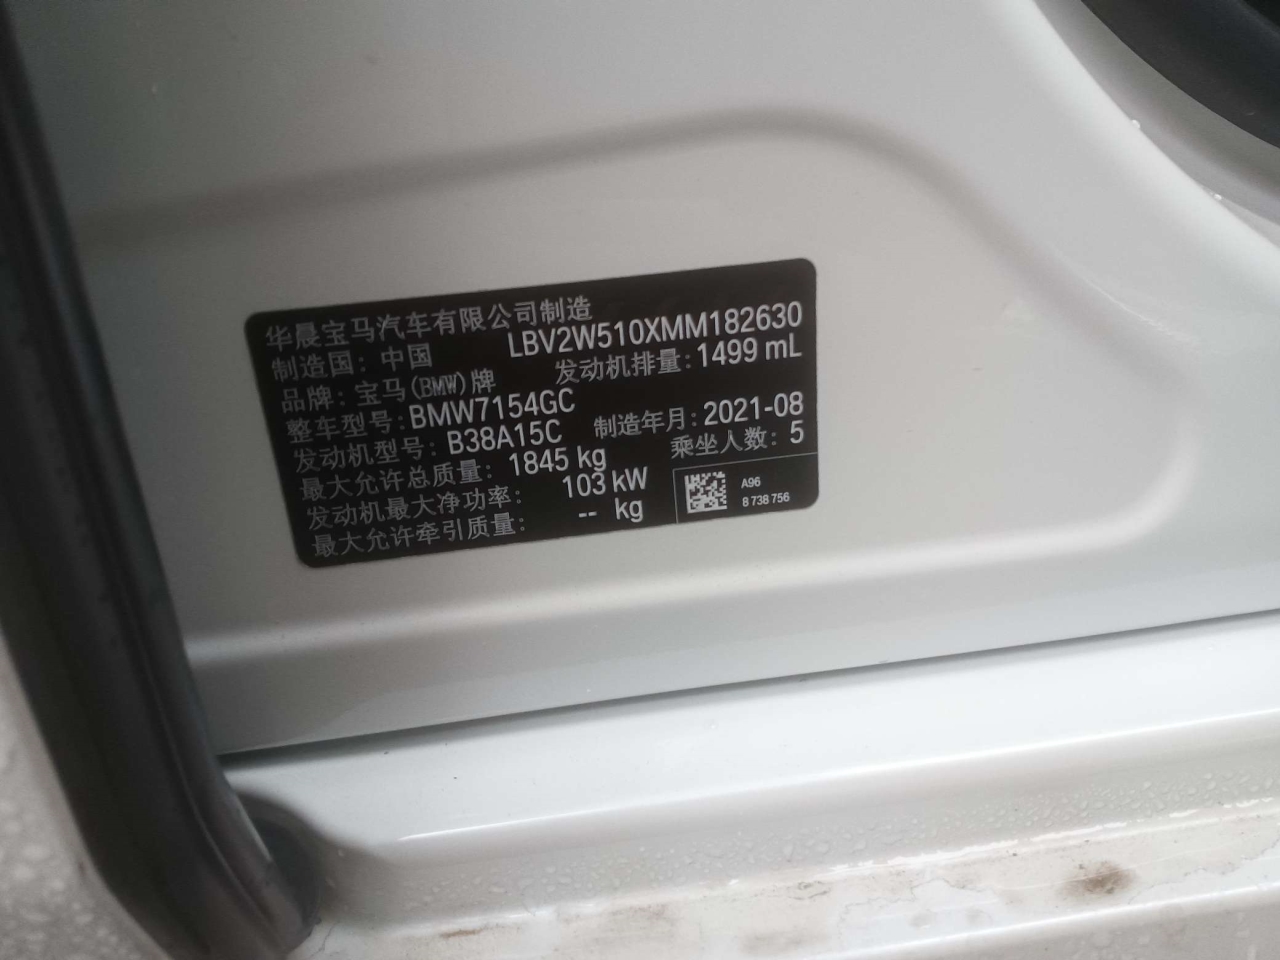 华晨宝马汽车有限公司制造
制造国：中国 LBV2W510XMM182630
品牌：宝马(BMW)牌 发动机排量：1499 mL
整车型号：BMW7154GC
发动机型号：B38A15C 制造年月：2021-08
最大允许总质量：1845 kg 乘坐人数：5
发动机最大净功率：103 kW
最大允许牵引质量：-- kg
A96
8 738 756